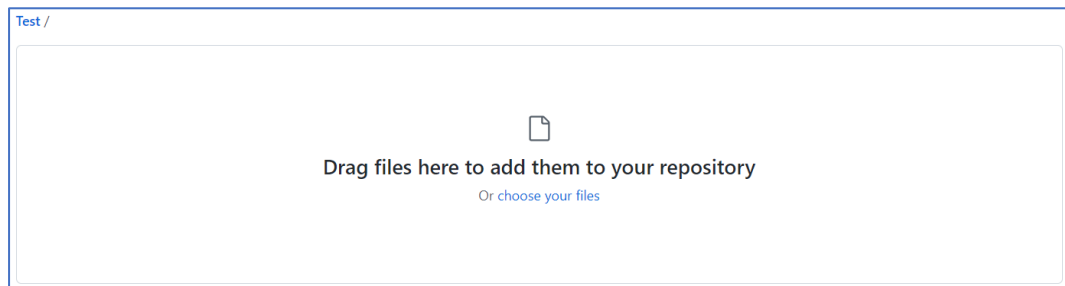 Test /
Drag files here to add them to your repository
Or choose your files